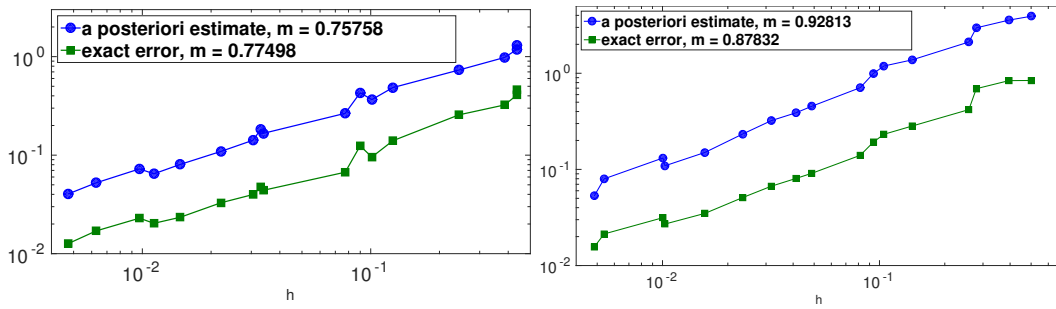 a posteriori estimate, m = 0.75758
exact error, m = 0.77498
10^0
10^-1
10^-2
10^-2
10^-1
h
a posteriori estimate, m = 0.92813
exact error, m = 0.87832
10^0
10^-1
10^-2
10^-2
10^-1
h